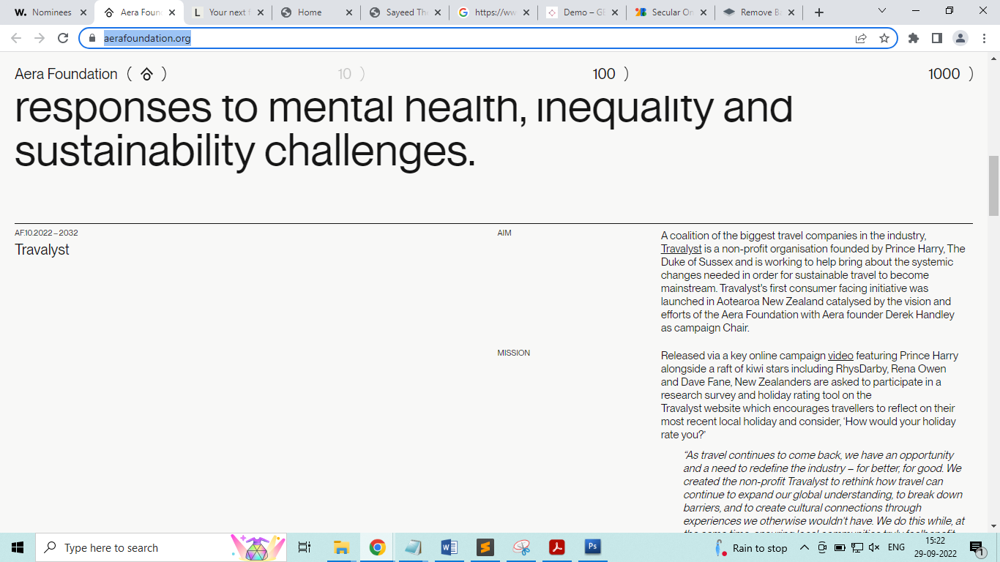 Nominees
Aera Foun
Your next f
Home
Sayeed Th
https://ww
Demo – Gl
Secular On
Remove Ba
aerafoundation.org
Aera Foundation ( ) 10 ) 100 ) 1000 )
responses to mental health, inequality and
sustainability challenges.
AF.10.2022 – 2032
Travalyst
AIM
A coalition of the biggest travel companies in the industry,
Travalyst is a non-profit organisation founded by Prince Harry, The
Duke of Sussex and is working to help bring about the systemic
changes needed in order for sustainable travel to become
mainstream. Travalyst's first consumer facing initiative was
launched in Aotearoa New Zealand catalysed by the vision and
efforts of the Aera Foundation with Aera founder Derek Handley
as campaign Chair.
MISSION
Released via a key online campaign video featuring Prince Harry
alongside a raft of kiwi stars including RhysDarby, Rena Owen
and Dave Fane, New Zealanders are asked to participate in a
research survey and holiday rating tool on the
Travalyst website which encourages travellers to reflect on their
most recent local holiday and consider, ‘How would your holiday
rate you?’
“As travel continues to come back, we have an opportunity
and a need to redefine the industry – for better, for good. We
created the non-profit Travalyst to rethink how travel can
continue to expand our global understanding, to break down
barriers, and to create cultural connections through
experiences we otherwise wouldn’t have. We do this while, at
Type here to search
Rain to stop
ENG
15:22
29-09-2022
1